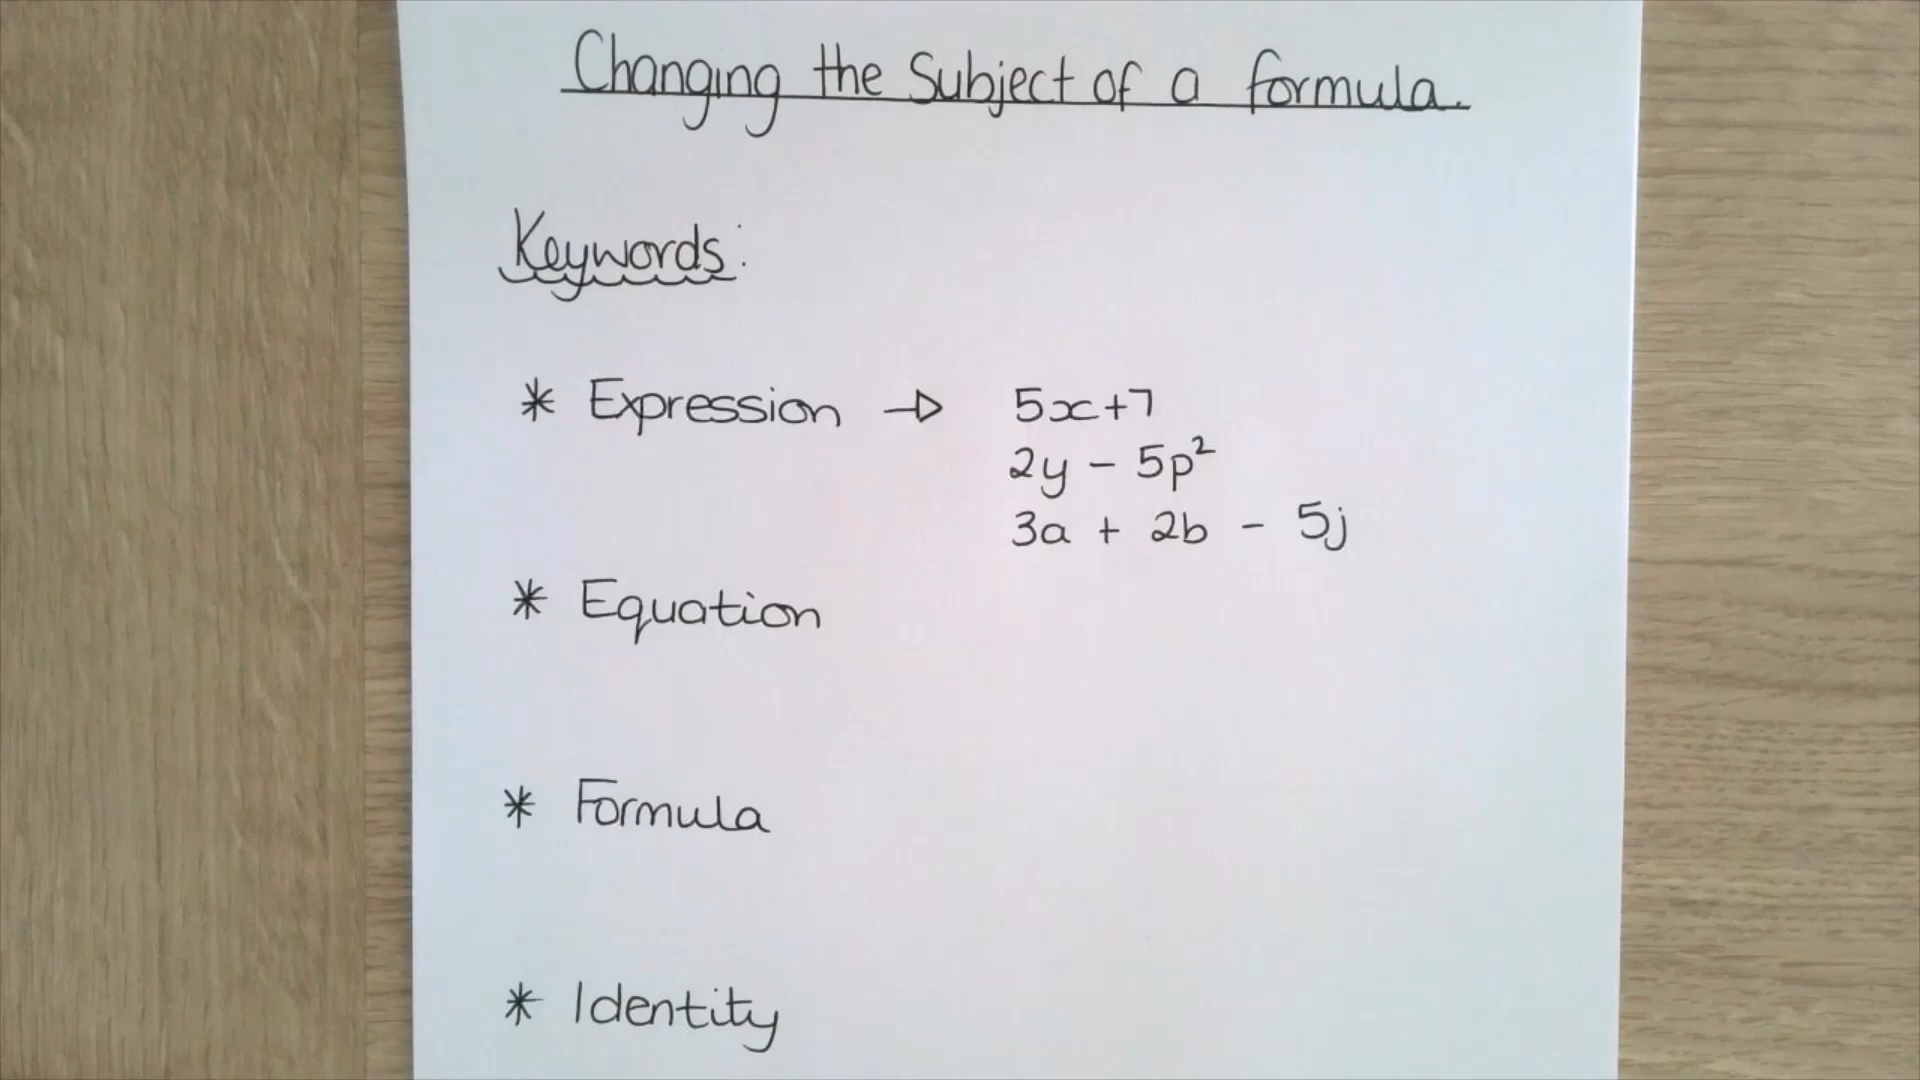 Changing the Subject of a formula.
Keywords:
* Expression → 5x+7
2y - 5p²
3a + 2b - 5j
* Equation
* Formula
* Identity